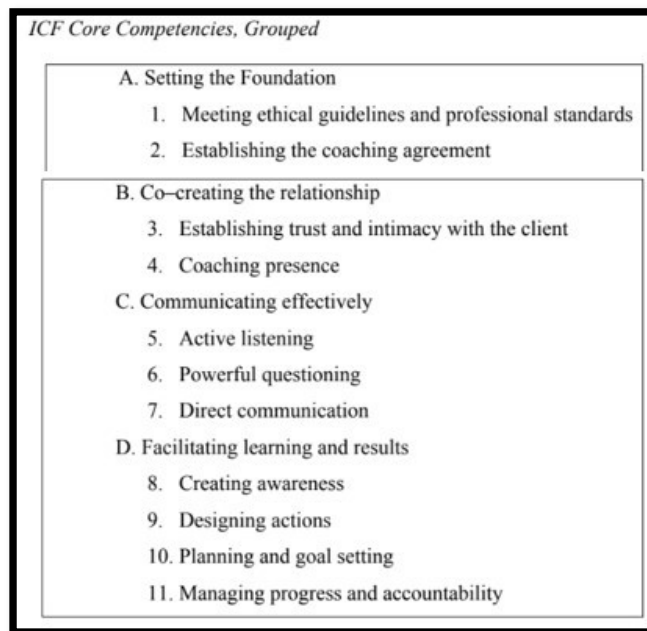 ICF Core Competencies, Grouped
A. Setting the Foundation
1. Meeting ethical guidelines and professional standards
2. Establishing the coaching agreement
B. Co–creating the relationship
3. Establishing trust and intimacy with the client
4. Coaching presence
C. Communicating effectively
5. Active listening
6. Powerful questioning
7. Direct communication
D. Facilitating learning and results
8. Creating awareness
9. Designing actions
10. Planning and goal setting
11. Managing progress and accountability